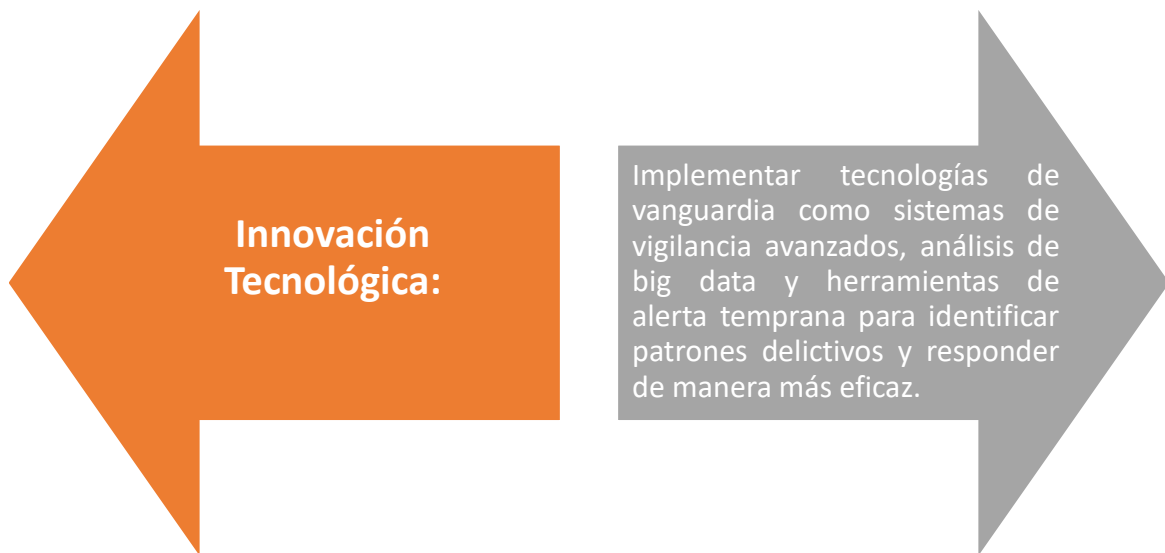 Innovación
Tecnológica:
Implementar tecnologías de
vanguardia como sistemas de
vigilancia avanzados, análisis de
big data y herramientas de
alerta temprana para identificar
patrones delictivos y responder
de manera más eficaz.